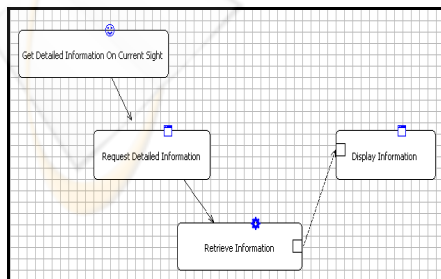 Get Detailed Information On Current Sight
Request Detailed Information
Display Information
Retrieve Information